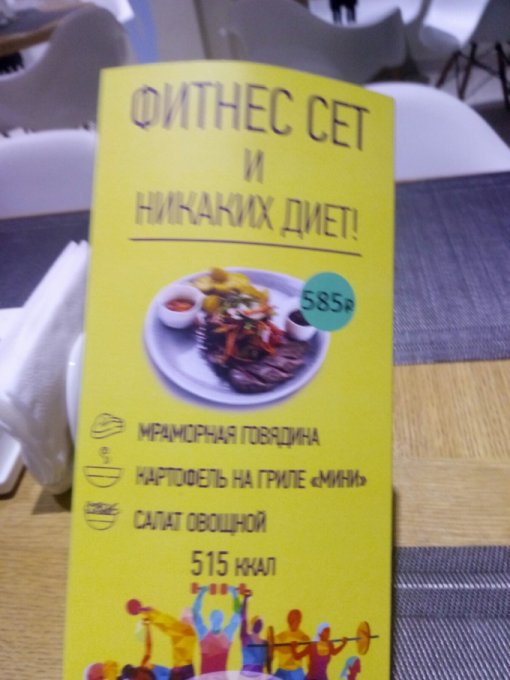 ФИТНЕС СЕТ
И
НИКАКИХ ДИЕТ!
585₽
МРАМОРНАЯ ГОВЯДИНА
КАРТОФЕЛЬ НА ГРИЛЕ «МИНИ»
САЛАТ ОВОЩНОЙ
515 ККАЛ